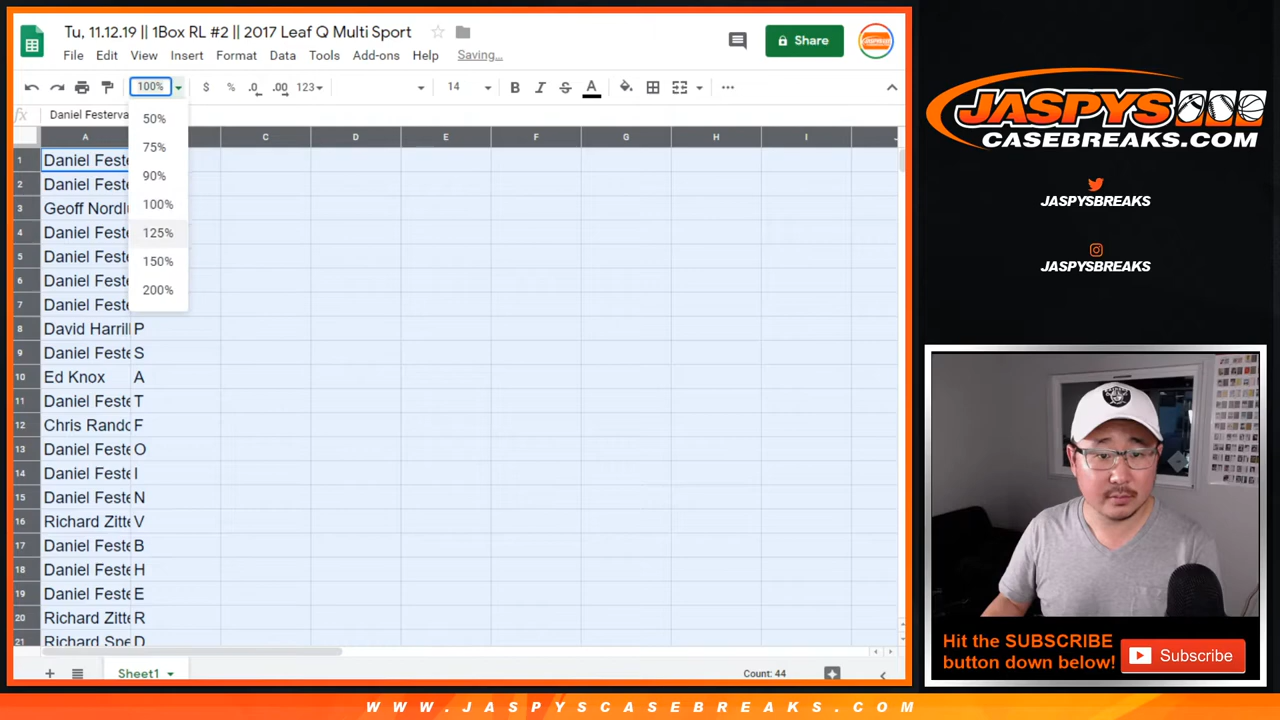 Tu, 11.12.19 || 1Box RL #2 || 2017 Leaf Q Multi Sport
File Edit View Insert Format Data Tools Add-ons Help Saving...
Share
100% $ % .0 .00 123 14 B I S A ...
fx Daniel Festerva
50%
75%
90%
100%
125%
150%
200%
A C D E F G H I
1 Daniel Feste
2 Daniel Feste
3 Geoff Nordl
4 Daniel Feste
5 Daniel Feste
6 Daniel Feste
7 Daniel Feste
8 David Harril P
9 Daniel Feste S
10 Ed Knox A
11 Daniel Feste T
12 Chris Rando F
13 Daniel Feste O
14 Daniel Feste I
15 Daniel Feste N
16 Richard Zitte V
17 Daniel Feste B
18 Daniel Feste H
19 Daniel Feste E
20 Richard Zitte R
21 Richard Spe D
Sheet1
Count: 44
JASPYS
CASEBREAKS.COM
JASPYSBREAKS
JASPYSBREAKS
Hit the SUBSCRIBE
button down below!
Subscribe
WWW.JASPYSCASEBREAKS.COM